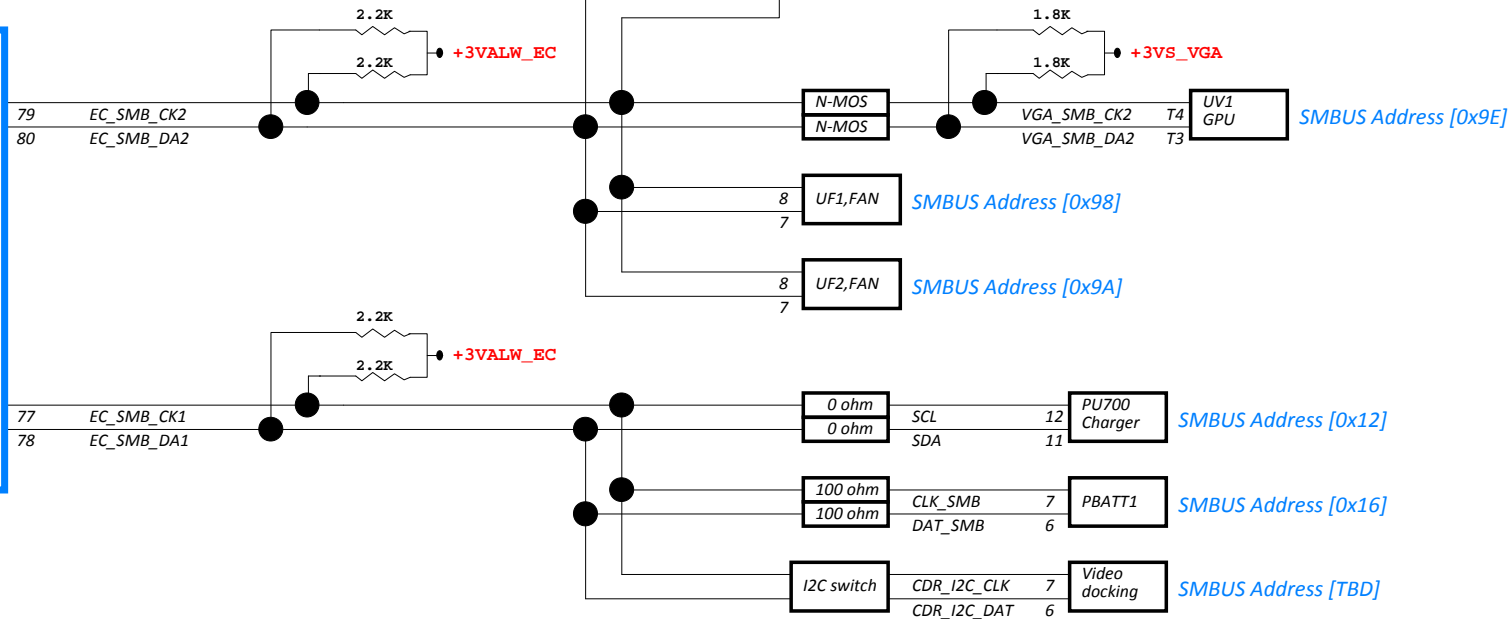 2.2K
+3VALW_EC
2.2K
1.8K
+3VS_VGA
1.8K
79 EC_SMB_CK2
80 EC_SMB_DA2
N-MOS
N-MOS
VGA_SMB_CK2 T4
VGA_SMB_DA2 T3
UV1
GPU
SMBUS Address [0x9E]
8
7
UF1,FAN
SMBUS Address [0x98]
8
7
UF2,FAN
SMBUS Address [0x9A]
2.2K
+3VALW_EC
2.2K
77 EC_SMB_CK1
78 EC_SMB_DA1
0 ohm
0 ohm
SCL 12
SDA 11
PU700
Charger
SMBUS Address [0x12]
100 ohm
100 ohm
CLK_SMB 7
DAT_SMB 6
PBATT1
SMBUS Address [0x16]
I2C switch
CDR_I2C_CLK 7
CDR_I2C_DAT 6
Video
docking
SMBUS Address [TBD]